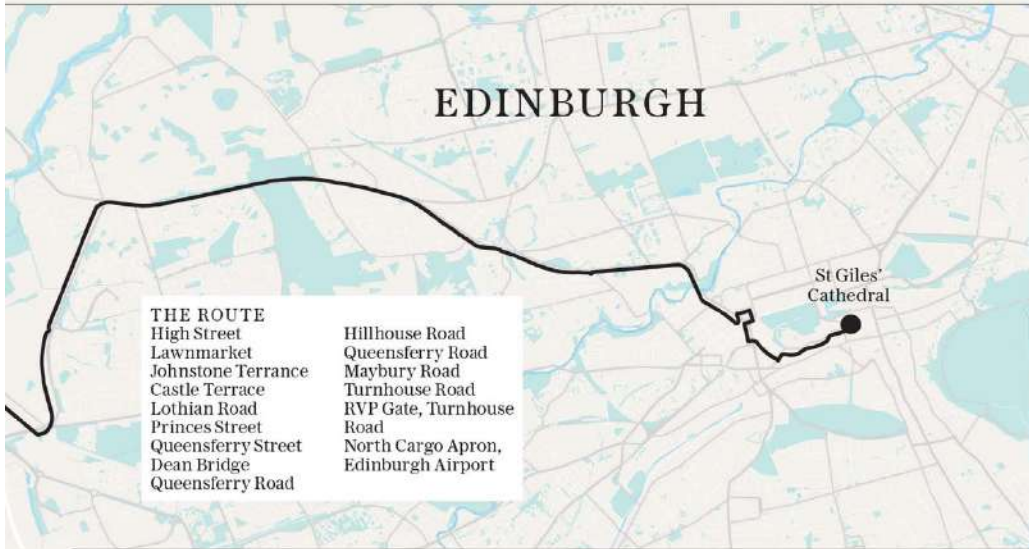 EDINBURGH
St Giles'
Cathedral
THE ROUTE
High Street
Lawnmarket
Johnstone Terrance
Castle Terrace
Lothian Road
Princes Street
Queensferry Street
Dean Bridge
Queensferry Road
Hillhouse Road
Queensferry Road
Maybury Road
Turnhouse Road
RVP Gate, Turnhouse
Road
North Cargo Apron,
Edinburgh Airport